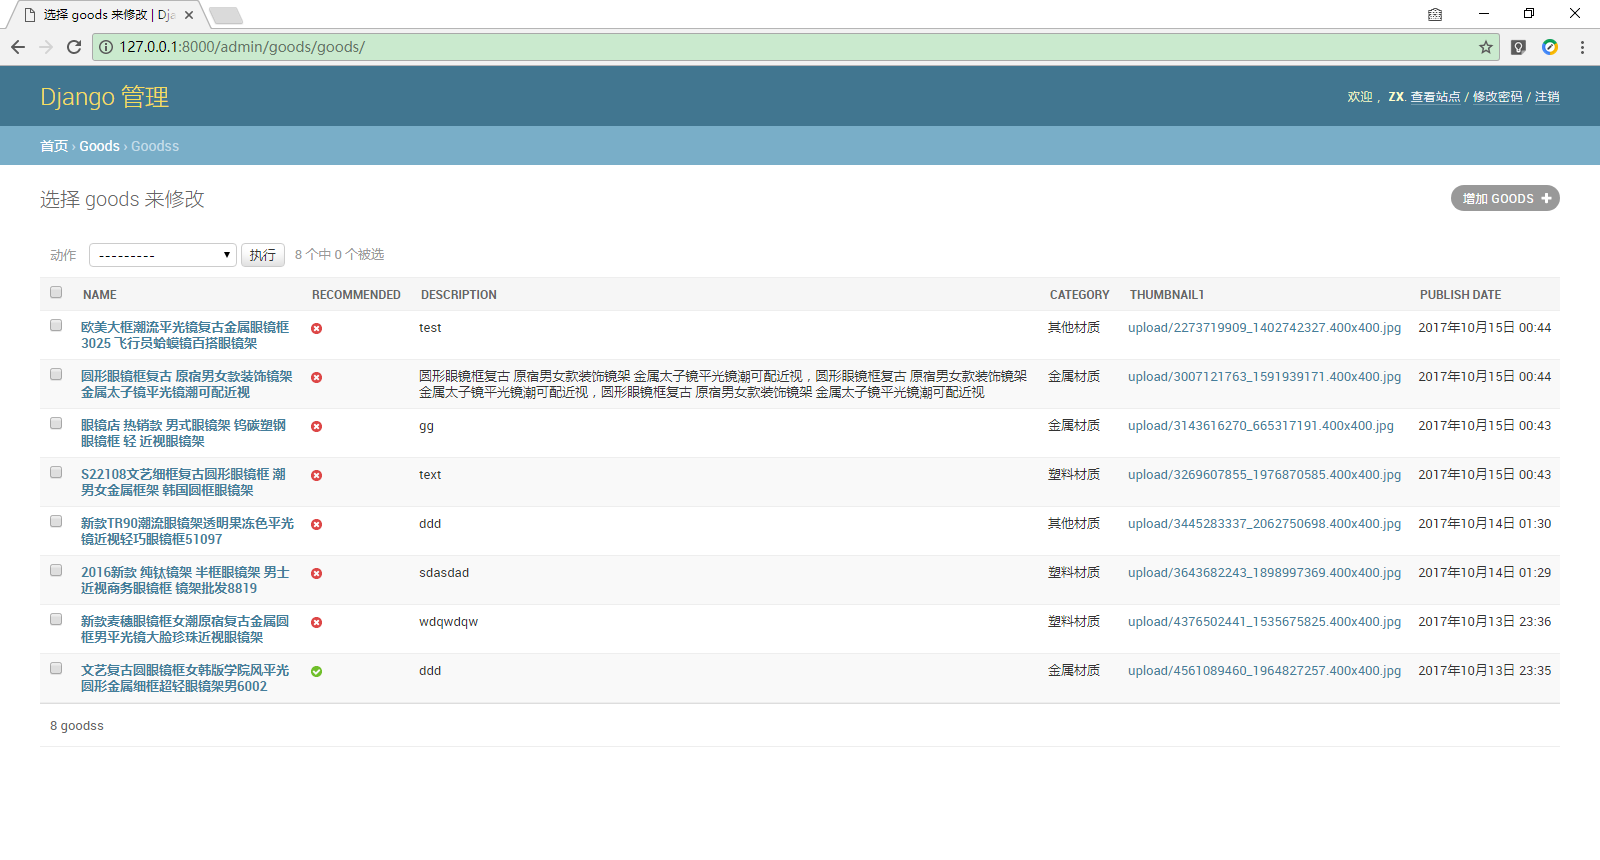 选择 goods 来修改 | Dja
127.0.0.1:8000/admin/goods/goods/
Django 管理
欢迎， ZX. 查看站点 / 修改密码 / 注销
首页 › Goods › Goodss
选择 goods 来修改
增加 GOODS
动作 --------- 执行 8 个中 0 个被选
NAME RECOMMENDED DESCRIPTION CATEGORY THUMBNAIL1 PUBLISH DATE
欧美大框潮流平光镜复古金属眼镜框 test 其他材质 upload/2273719909_1402742327.400x400.jpg 2017年10月15日 00:44
3025 飞行员蛤蟆镜百搭眼镜架
圆形眼镜框复古 原宿男女款装饰镜架 圆形眼镜框复古 原宿男女款装饰镜架 金属太子镜平光镜潮可配近视，圆形眼镜框复古 原宿男女款装饰镜架 金属材质 upload/3007121763_1591939171.400x400.jpg 2017年10月15日 00:44
金属太子镜平光镜潮可配近视 金属太子镜平光镜潮可配近视，圆形眼镜框复古 原宿男女款装饰镜架 金属太子镜平光镜潮可配近视
眼镜店 热销款 男式眼镜架 钨碳塑钢 gg 金属材质 upload/3143616270_665317191.400x400.jpg 2017年10月15日 00:43
眼镜框 轻 近视眼镜架
S22108文艺细框复古圆形眼镜框 潮 text 塑料材质 upload/3269607855_1976870585.400x400.jpg 2017年10月15日 00:43
男女金属框架 韩国圆框眼镜架
新款TR90潮流眼镜架透明果冻色平光 ddd 其他材质 upload/3445283337_2062750698.400x400.jpg 2017年10月14日 01:30
镜近视轻巧眼镜框51097
2016新款 纯钛镜架 半框眼镜架 男士 sdasdad 塑料材质 upload/3643682243_1898997369.400x400.jpg 2017年10月14日 01:29
近视商务眼镜框 镜架批发8819
新款麦穗眼镜框女潮原宿复古金属圆 wdqwdqw 塑料材质 upload/4376502441_1535675825.400x400.jpg 2017年10月13日 23:36
框男平光镜大脸珍珠近视眼镜架
文艺复古圆眼镜框女韩版学院风平光 ddd 金属材质 upload/4561089460_1964827257.400x400.jpg 2017年10月13日 23:35
圆形金属细框超轻眼镜架男6002
8 goodss